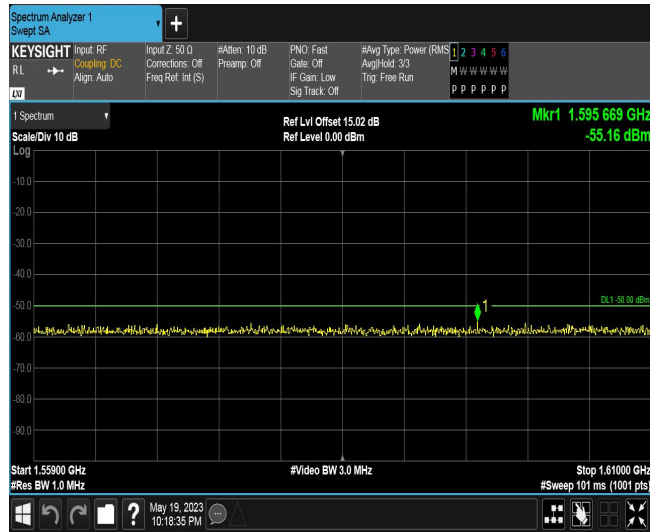 Spectrum Analyzer 1
Swept SA
KEYSIGHT
RL
LXI
Input: RF
Coupling: DC
Align: Auto
Input Z: 50 Ω
Corrections: Off
Freq Ref: Int (S)
#Atten: 10 dB
Preamp: Off
PNO: Fast
Gate: Off
IF Gain: Low
Sig Track: Off
#Avg Type: Power (RMS
Avg|Hold: 3/3
Trig: Free Run
1 2 3 4 5 6
M W W W W W
P P P P P P
1 Spectrum
Scale/Div 10 dB
Ref Lvl Offset 15.02 dB
Ref Level 0.00 dBm
Mkr1 1.595 669 GHz
-55.16 dBm
Log
-10.0
-20.0
-30.0
-40.0
-50.0
DL1 -50.00 dBm
1
-60.0
-70.0
-80.0
-90.0
Start 1.55900 GHz
#Res BW 1.0 MHz
#Video BW 3.0 MHz
Stop 1.61000 GHz
#Sweep 101 ms (1001 pts)
?
May 19, 2023
10:18:35 PM